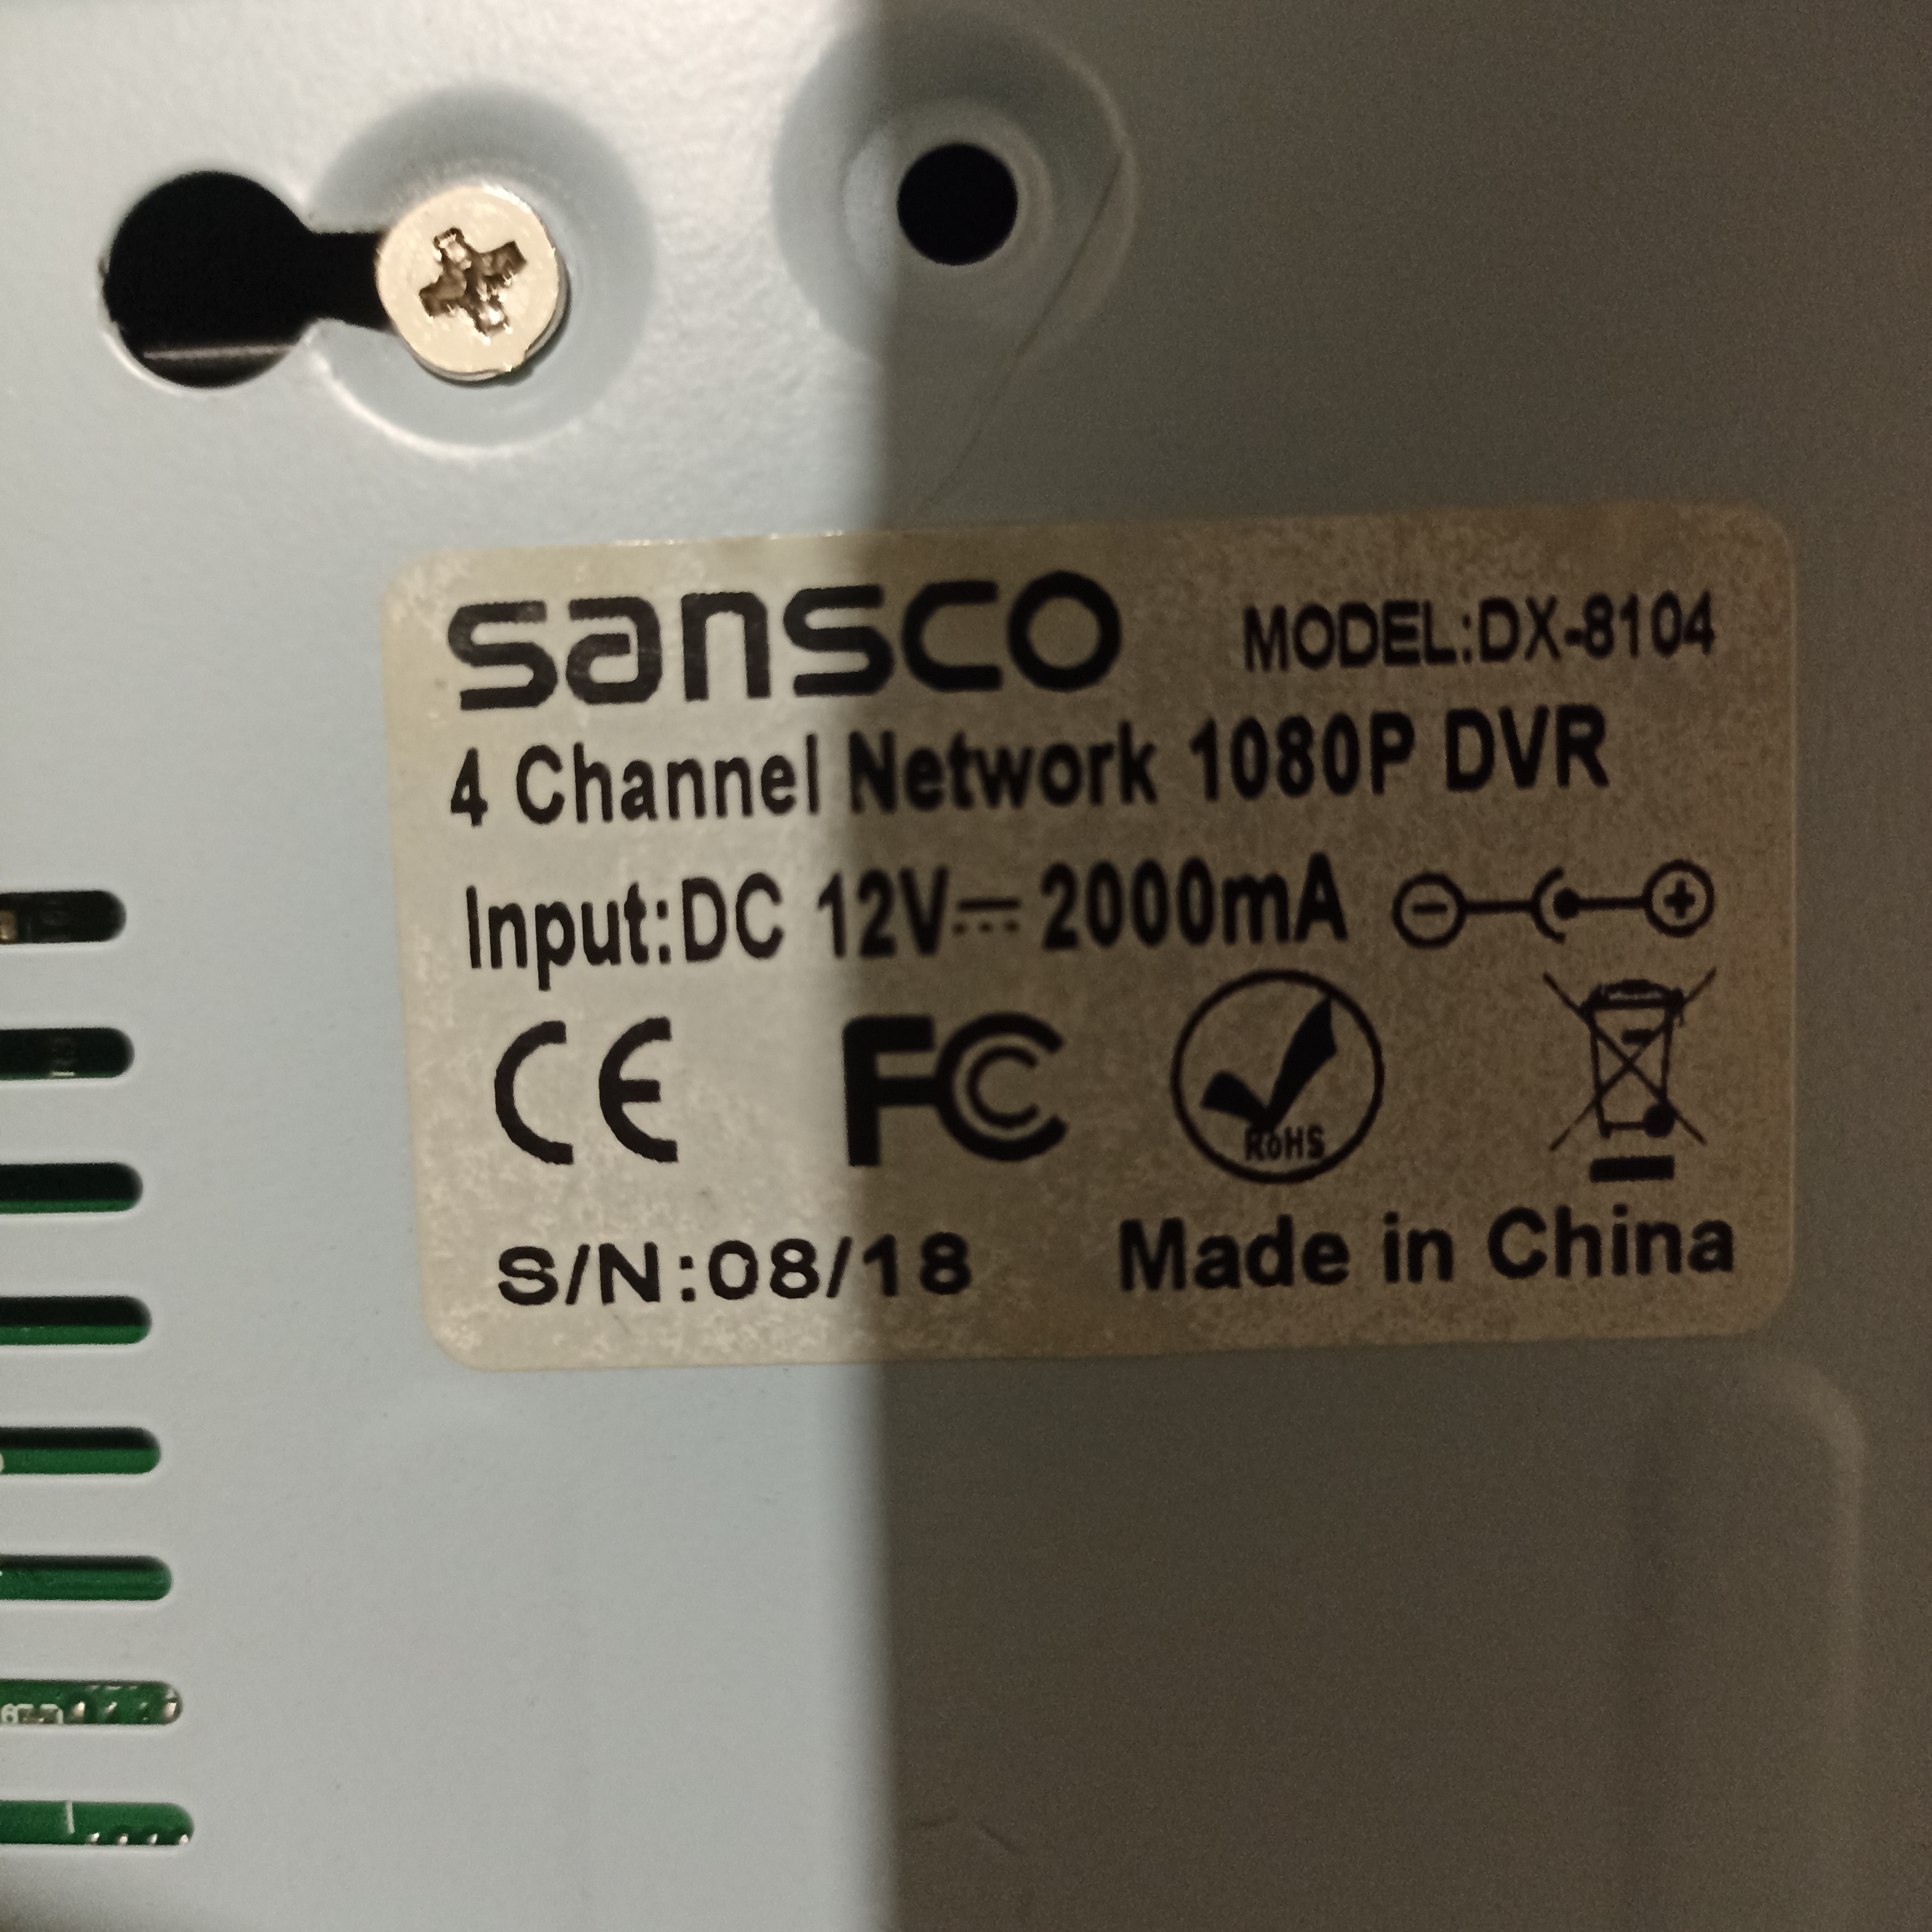 sansco MODEL:DX-8104
4 Channel Network 1080P DVR
Input:DC 12V⎓2000mA
CE FC RoHS
S/N:08/18 Made in China